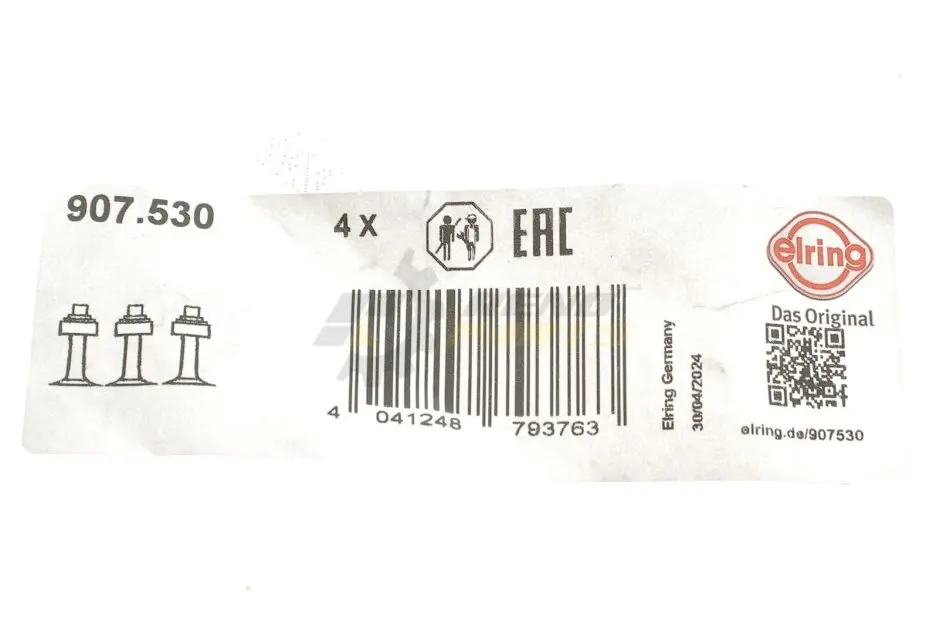 907.530
4 X
EAC
elring
Das Original
4 041248 793763
Elring Germany
30/04/2024
elring.de/907530